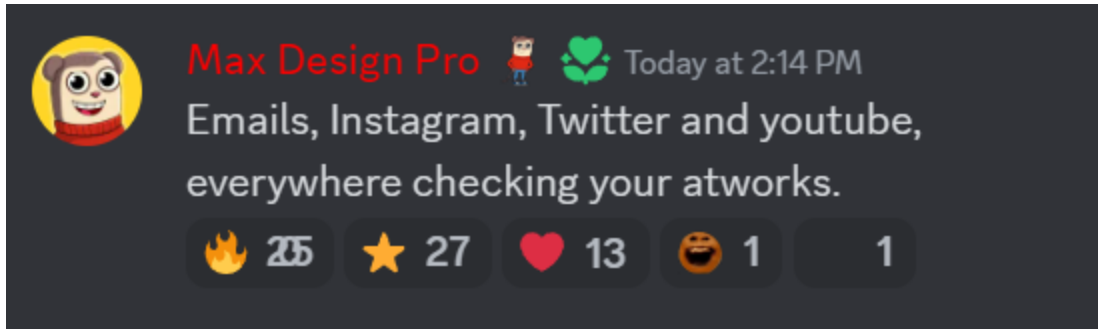 Max Design Pro Today at 2:14 PM
Emails, Instagram, Twitter and youtube,
everywhere checking your atworks.
27 13 1 1